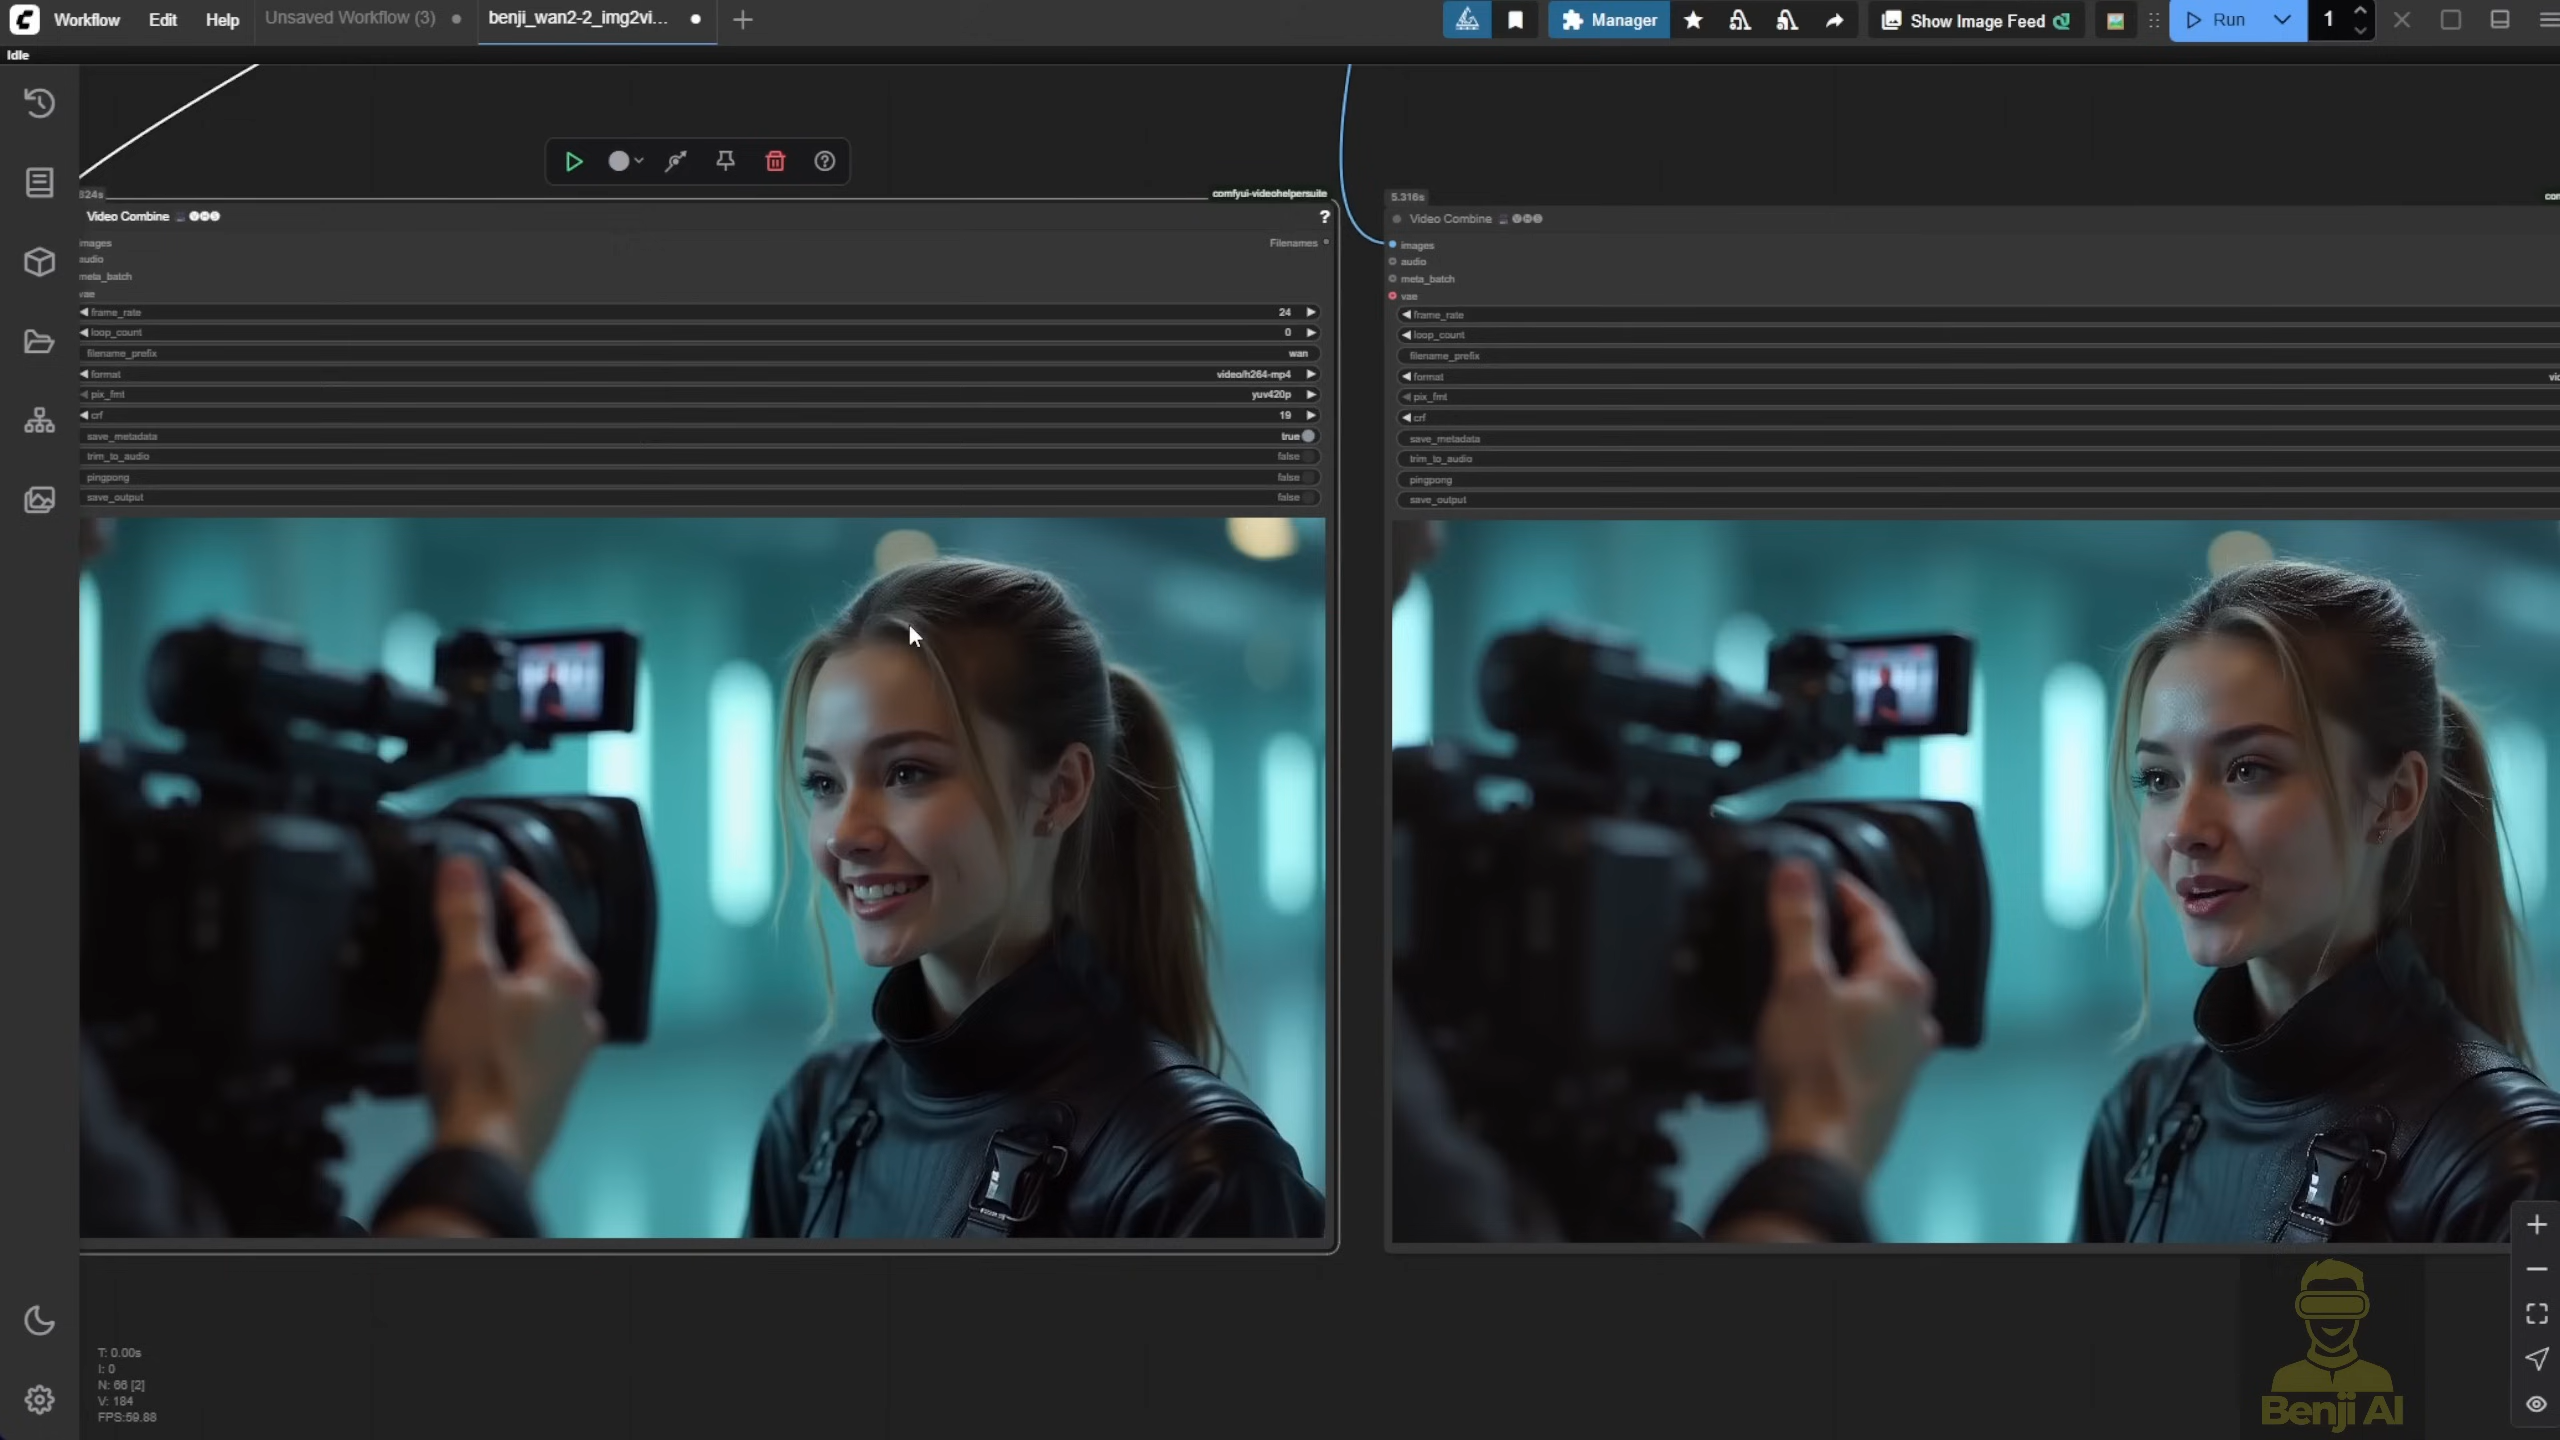 Workflow Edit Help Unsaved Workflow (3) benji_wan2-2_img2vi...
Manager Show Image Feed Run 1
Idle
824s
comfyui-videohelpersuite
Video Combine
?
images
Filenames
audio
meta_batch
vae
frame_rate 24
loop_count 0
filename_prefix wan
format video/h264-mp4
pix_fmt yuv420p
crf 19
save_metadata true
trim_to_audio false
pingpong false
save_output false
5.316s
con
Video Combine
images
audio
meta_batch
vae
frame_rate
loop_count
filename_prefix
format vid
pix_fmt
crf
save_metadata
trim_to_audio
pingpong
save_output
T: 0.00s
I: 0
N: 66 [2]
V: 184
FPS:59.88
Benji AI